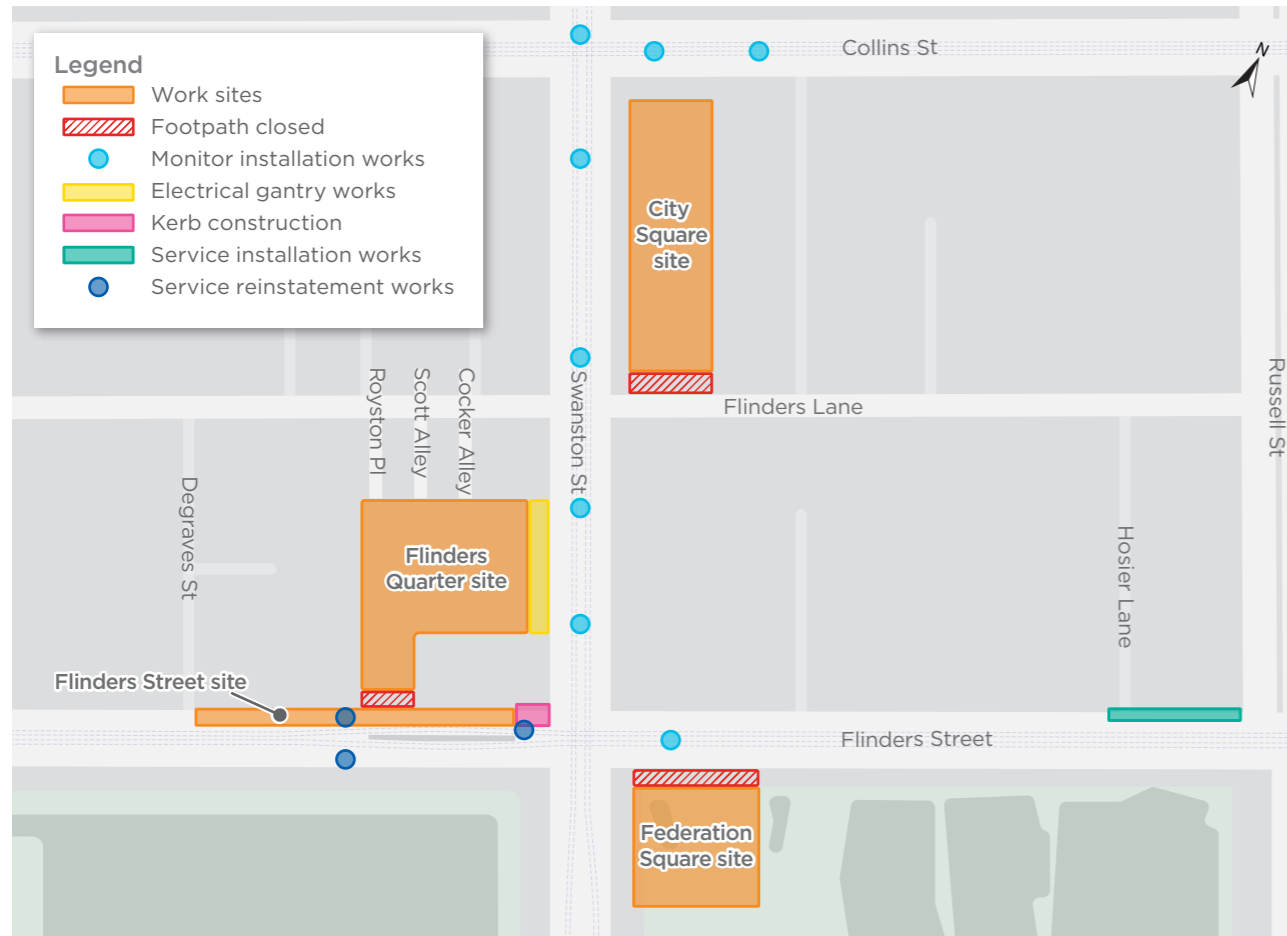 Legend
Work sites
Footpath closed
Monitor installation works
Electrical gantry works
Kerb construction
Service installation works
Service reinstatement works
Collins St
N
City
Square
site
Russell St
Flinders Lane
Swanston St
Royston Pl
Scott Alley
Cocker Alley
Degraves St
Flinders
Quarter site
Hosier Lane
Flinders Street site
Flinders Street
Federation
Square site